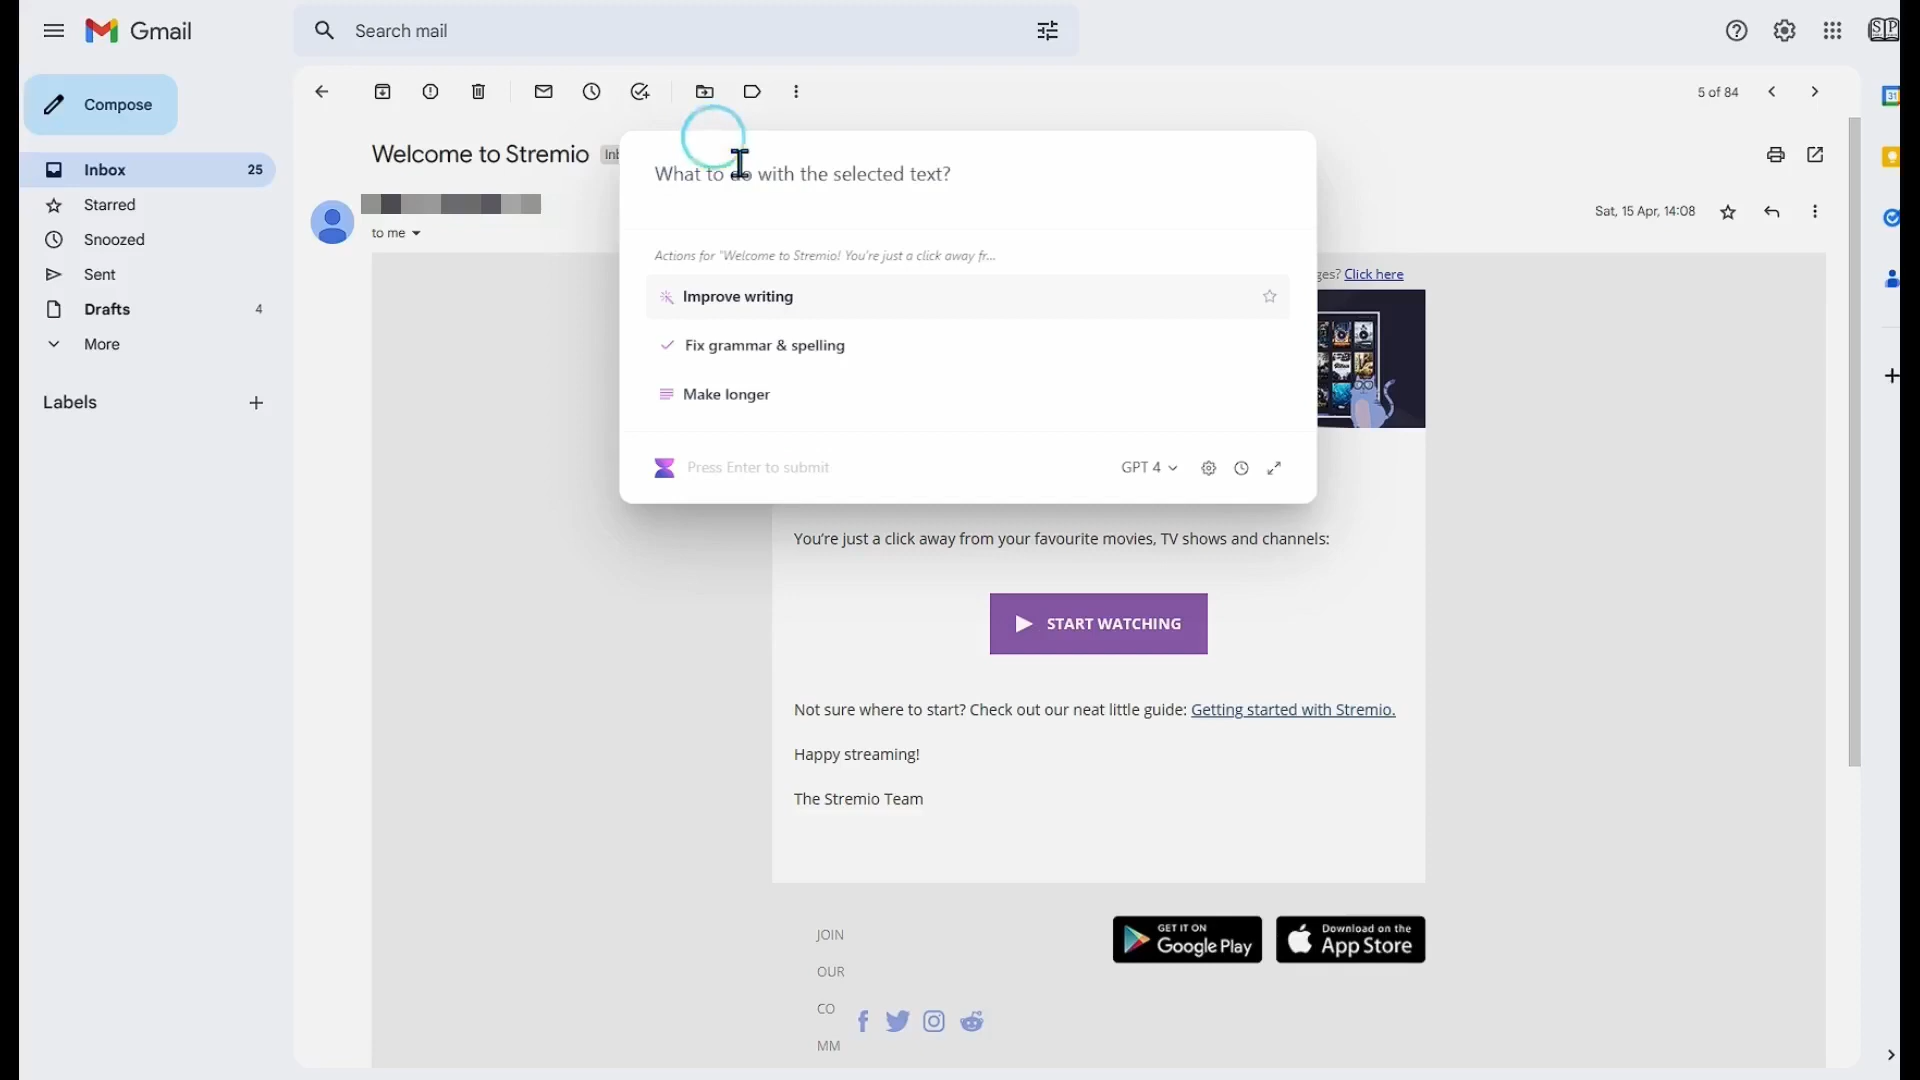 Gmail
Search mail
Compose
5 of 84
Inbox 25
Starred
Snoozed
Sent
Drafts 4
More
Labels
Welcome to Stremio
to me
Sat, 15 Apr, 14:08
What to do with the selected text?
Actions for "Welcome to Stremio! You're just a click away fr...
Improve writing
Fix grammar & spelling
Make longer
Press Enter to submit
GPT 4
Click here
You're just a click away from your favourite movies, TV shows and channels:
START WATCHING
Not sure where to start? Check out our neat little guide: Getting started with Stremio.
Happy streaming!
The Stremio Team
JOIN
OUR
CO
MM
GET IT ON
Google Play
Download on the
App Store
31
SP